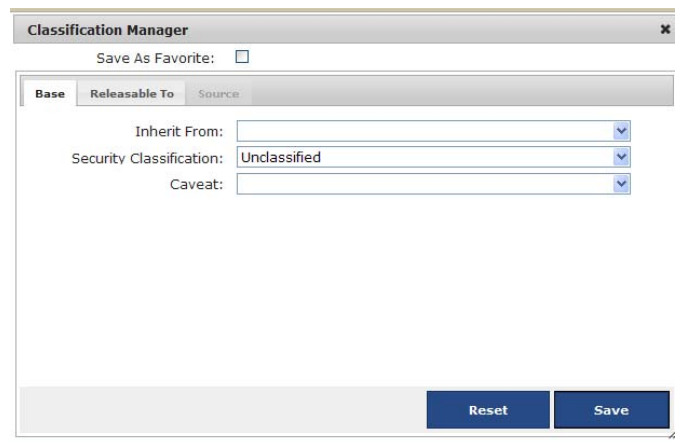 Classification Manager
Save As Favorite:
Base Releasable To Source
Inherit From:
Security Classification: Unclassified
Caveat:
Reset Save